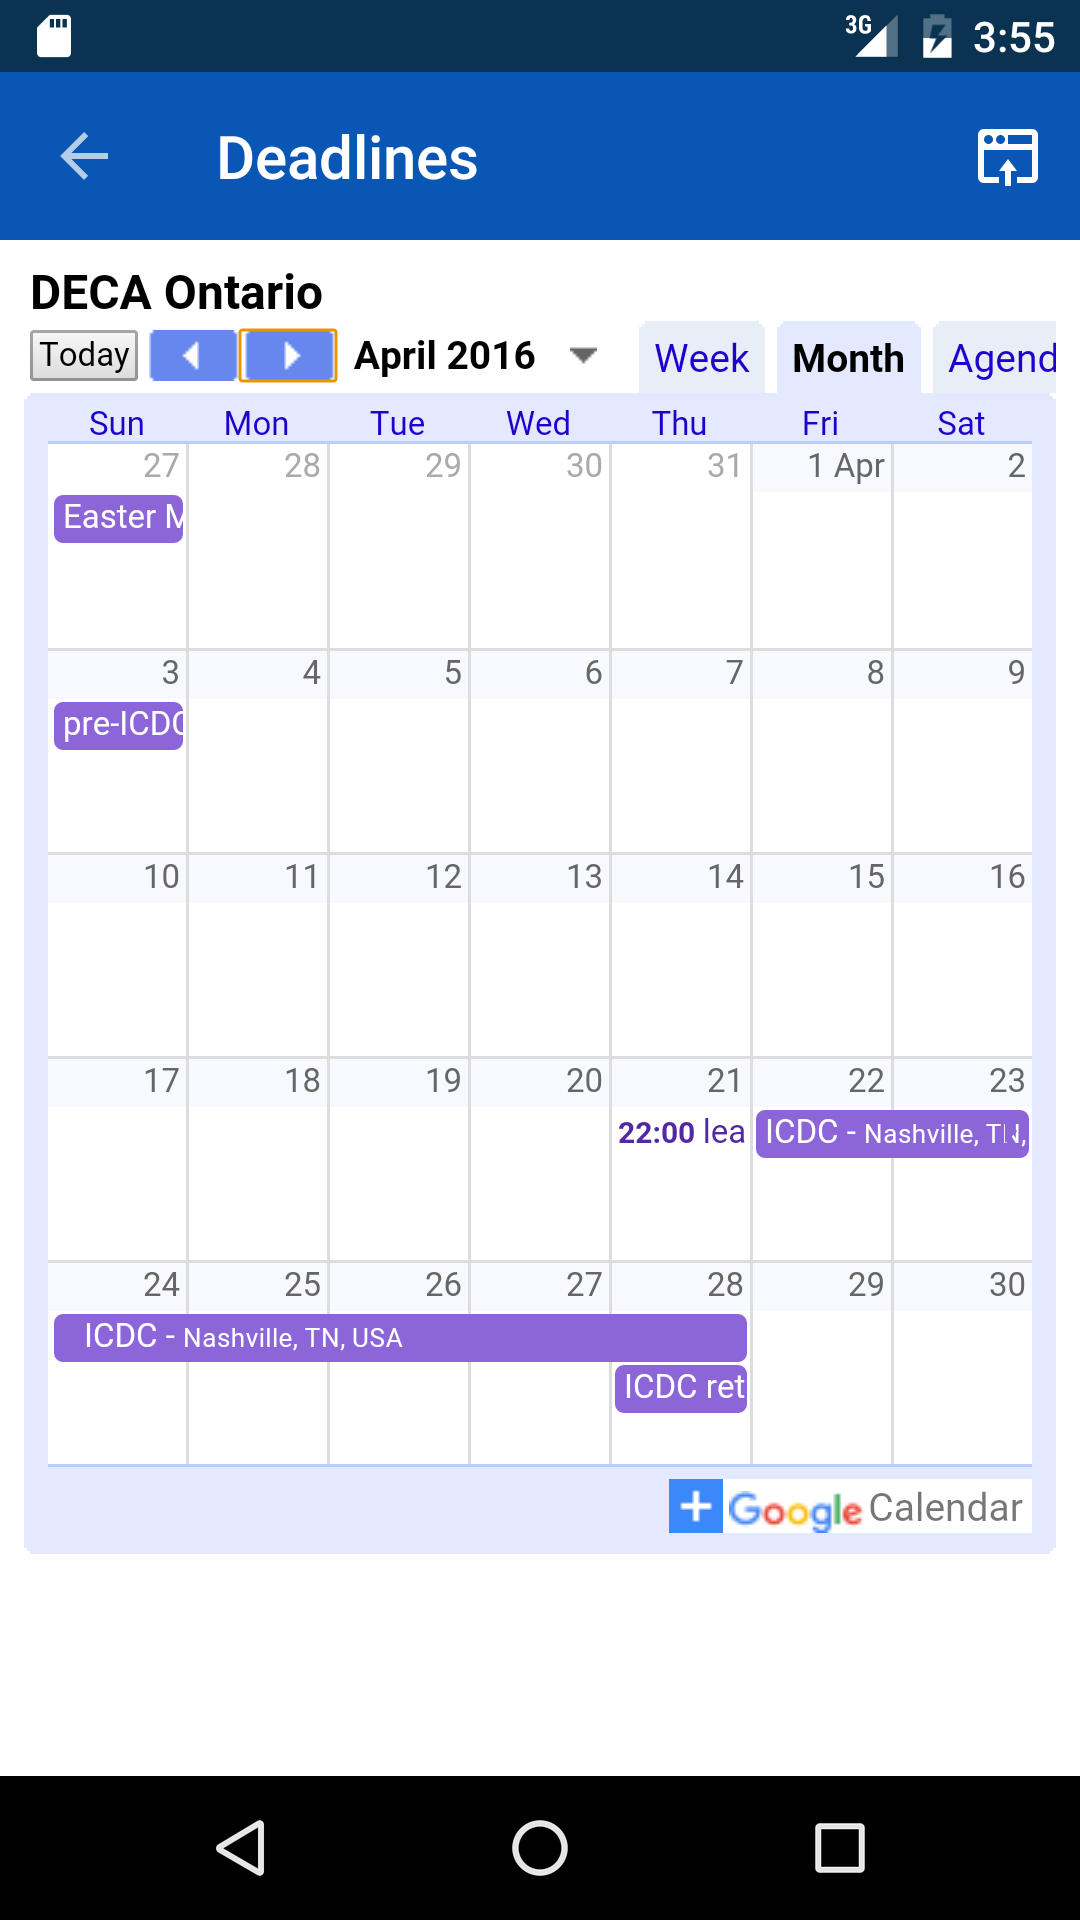 3G 3:55
Deadlines
DECA Ontario
Today April 2016 Week Month Agend
Sun Mon Tue Wed Thu Fri Sat
27 28 29 30 31 1 Apr 2
Easter M
3 4 5 6 7 8 9
pre-ICDC
10 11 12 13 14 15 16
17 18 19 20 21 22 23
22:00 lea ICDC - Nashville, TN,
24 25 26 27 28 29 30
ICDC - Nashville, TN, USA
ICDC ret
+ Google Calendar